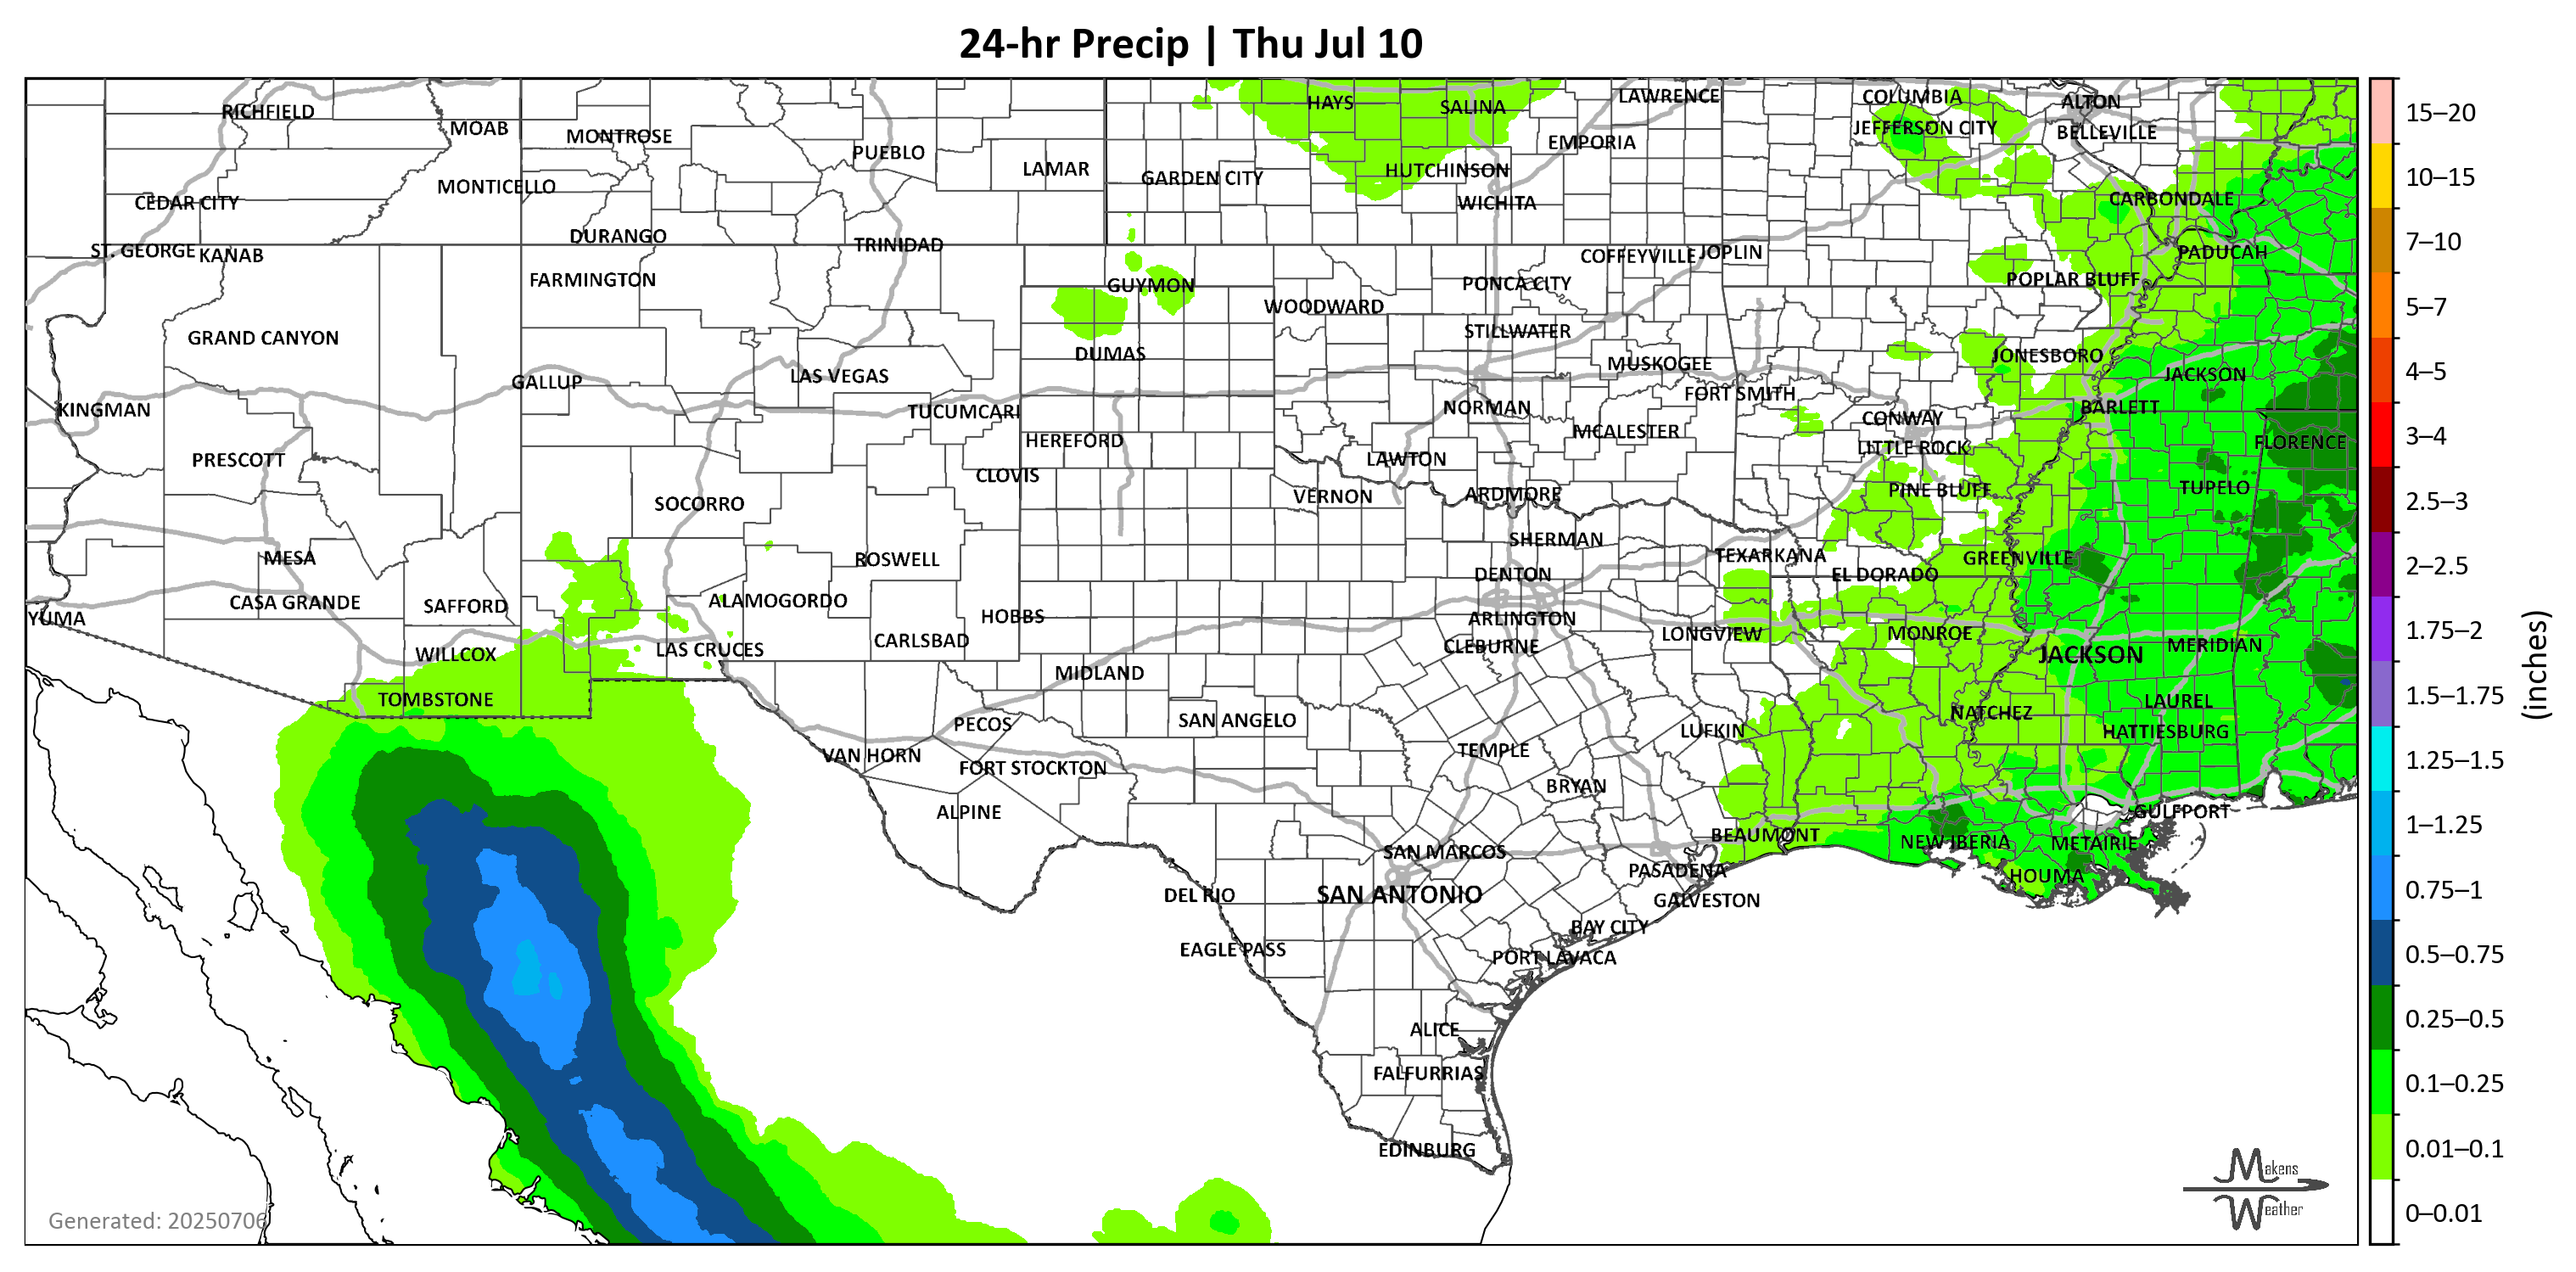 24-hr Precip | Thu Jul 10
RICHFIELD
MOAB
MONTROSE
PUEBLO
LAMAR
GARDEN CITY
HAYS
SALINA
HUTCHINSON
WICHITA
EMPORIA
LAWRENCE
COLUMBIA
JEFFERSON CITY
ALTON
BELLEVILLE
CEDAR CITY
MONTICELLO
CARBONDALE
ST. GEORGE
KANAB
DURANGO
TRINIDAD
FARMINGTON
GUYMON
WOODWARD
PONCA CITY
COFFEYVILLE
JOPLIN
POPLAR BLUFF
PADUCAH
GRAND CANYON
DUMAS
STILLWATER
MUSKOGEE
JONESBORO
JACKSON
KINGMAN
GALLUP
LAS VEGAS
TUCUMCARI
NORMAN
FORT SMITH
CONWAY
BARLETT
PRESCOTT
HEREFORD
CLOVIS
LAWTON
MCALESTER
LITTLE ROCK
FLORENCE
SOCORRO
VERNON
ARDMORE
PINE BLUFF
TUPELO
MESA
ROSWELL
SHERMAN
TEXARKANA
GREENVILLE
YUMA
CASA GRANDE
SAFFORD
ALAMOGORDO
HOBBS
DENTON
EL DORADO
ARLINGTON
CLEBURNE
LONGVIEW
MONROE
JACKSON
MERIDIAN
WILLCOX
LAS CRUCES
CARLSBAD
MIDLAND
TOMBSTONE
PECOS
SAN ANGELO
LUFKIN
NATCHEZ
LAUREL
HATTIESBURG
VAN HORN
FORT STOCKTON
TEMPLE
BRYAN
ALPINE
BEAUMONT
GULFPORT
SAN MARCOS
NEW IBERIA
METAIRIE
PASADENA
HOUMA
DEL RIO
SAN ANTONIO
GALVESTON
EAGLE PASS
BAY CITY
PORT LAVACA
ALICE
FALFURRIAS
EDINBURG
Generated: 20250706
Makens
Weather
15–20
10–15
7–10
5–7
4–5
3–4
2.5–3
2–2.5
1.75–2
1.5–1.75
1.25–1.5
1–1.25
0.75–1
0.5–0.75
0.25–0.5
0.1–0.25
0.01–0.1
0–0.01
(inches)